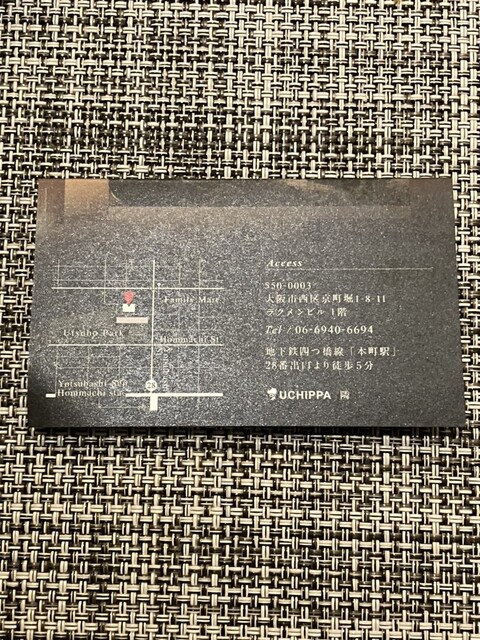 Access
550-0003
大阪市西区京町堀1-8-11
ラクメンビル 1階
Tel / 06-6940-6694
地下鉄四つ橋線「本町駅」
28番出口より徒歩5分
UCHIPPA 隣
Family Mart
Utsubo Park
Hommachi St.
Yotsubashi Sub
Hommachi sta.
28